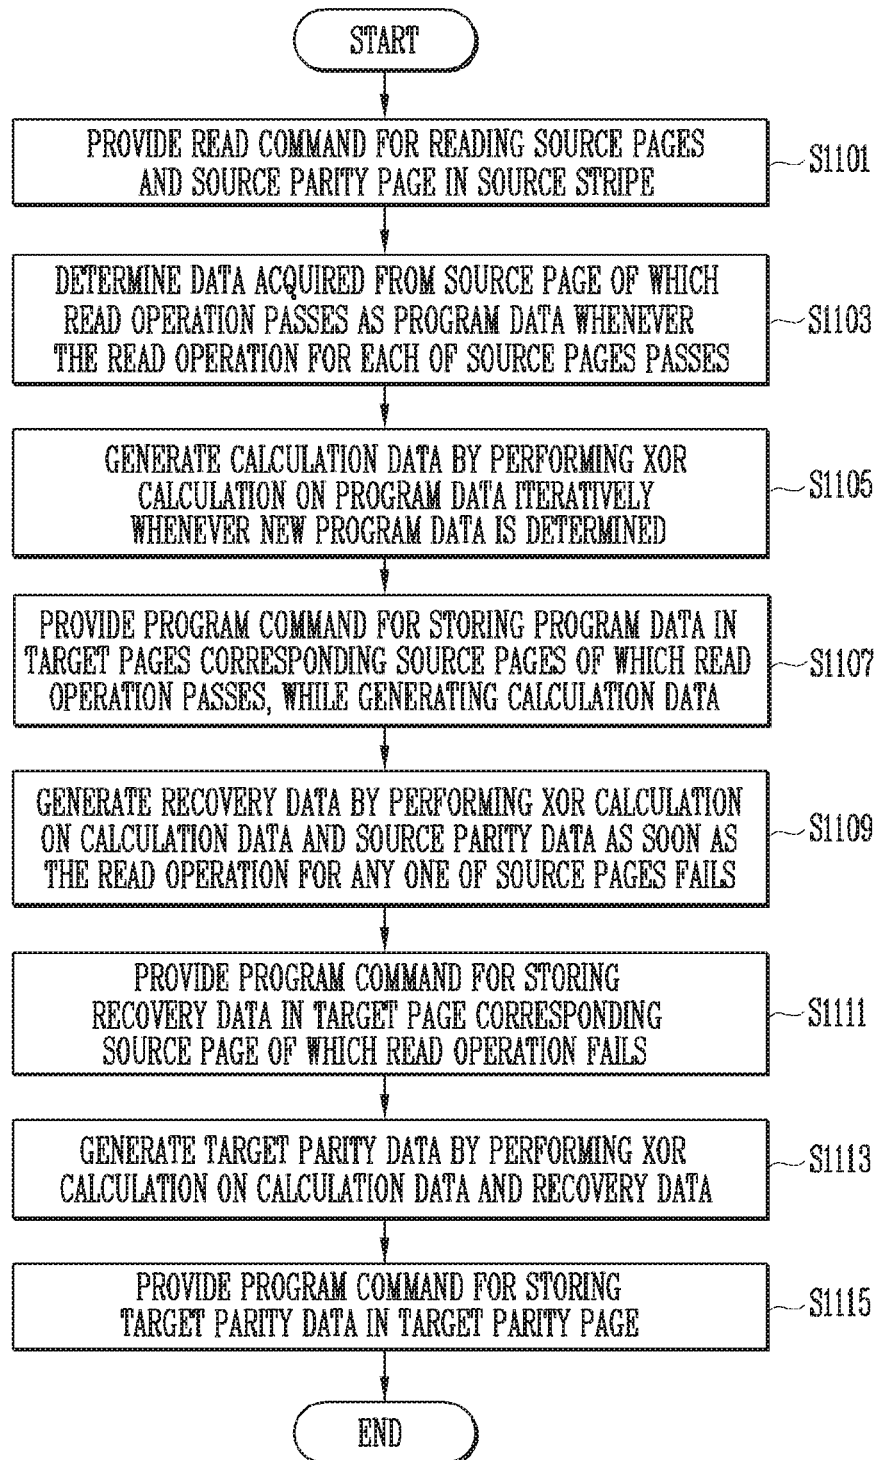 START
PROVIDE READ COMMAND FOR READING SOURCE PAGES
AND SOURCE PARITY PAGE IN SOURCE STRIPE
S1101
DETERMINE DATA ACQUIRED FROM SOURCE PAGE OF WHICH
READ OPERATION PASSES AS PROGRAM DATA WHENEVER
THE READ OPERATION FOR EACH OF SOURCE PAGES PASSES
S1103
GENERATE CALCULATION DATA BY PERFORMING XOR
CALCULATION ON PROGRAM DATA ITERATIVELY
WHENEVER NEW PROGRAM DATA IS DETERMINED
S1105
PROVIDE PROGRAM COMMAND FOR STORING PROGRAM DATA IN
TARGET PAGES CORRESPONDING SOURCE PAGES OF WHICH READ
OPERATION PASSES, WHILE GENERATING CALCULATION DATA
S1107
GENERATE RECOVERY DATA BY PERFORMING XOR CALCULATION
ON CALCULATION DATA AND SOURCE PARITY DATA AS SOON AS
THE READ OPERATION FOR ANY ONE OF SOURCE PAGES FAILS
S1109
PROVIDE PROGRAM COMMAND FOR STORING
RECOVERY DATA IN TARGET PAGE CORRESPONDING
SOURCE PAGE OF WHICH READ OPERATION FAILS
S1111
GENERATE TARGET PARITY DATA BY PERFORMING XOR
CALCULATION ON CALCULATION DATA AND RECOVERY DATA
S1113
PROVIDE PROGRAM COMMAND FOR STORING
TARGET PARITY DATA IN TARGET PARITY PAGE
S1115
END